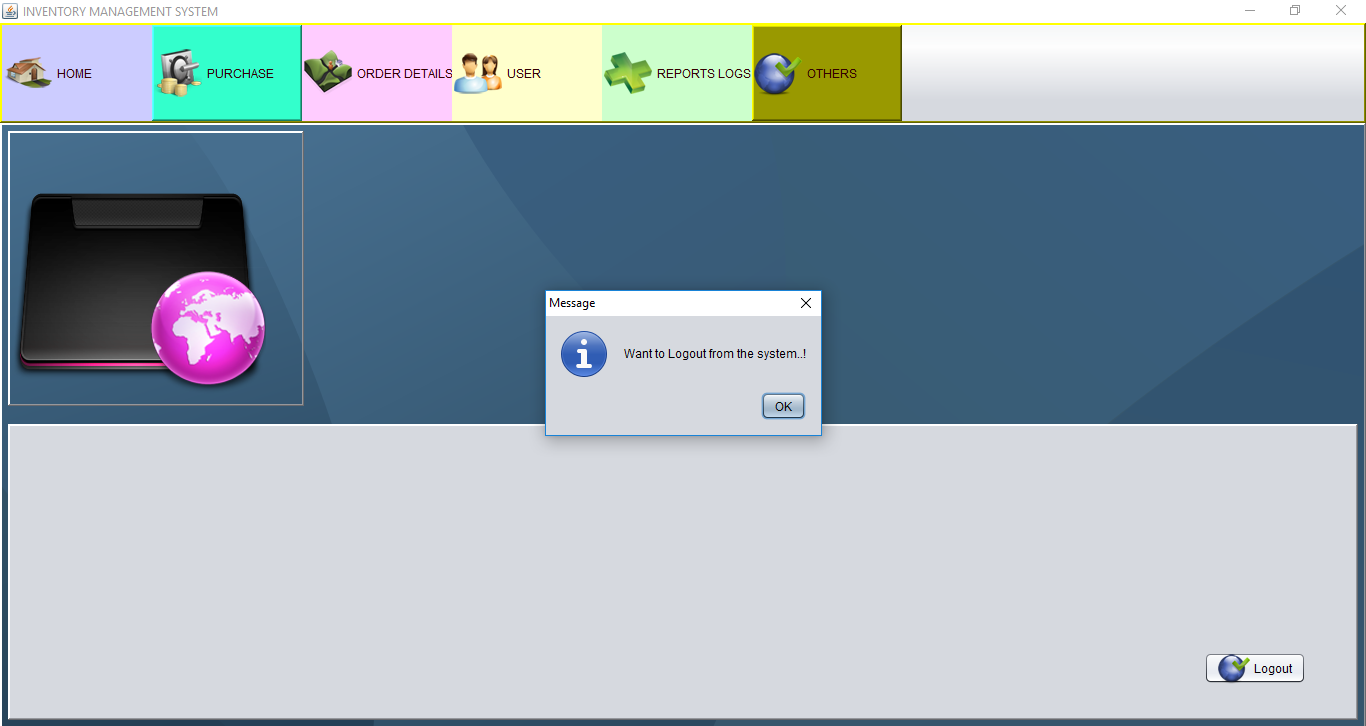 INVENTORY MANAGEMENT SYSTEM
HOME
PURCHASE
ORDER DETAILS
USER
REPORTS LOGS
OTHERS
Message
Want to Logout from the system..!
OK
Logout